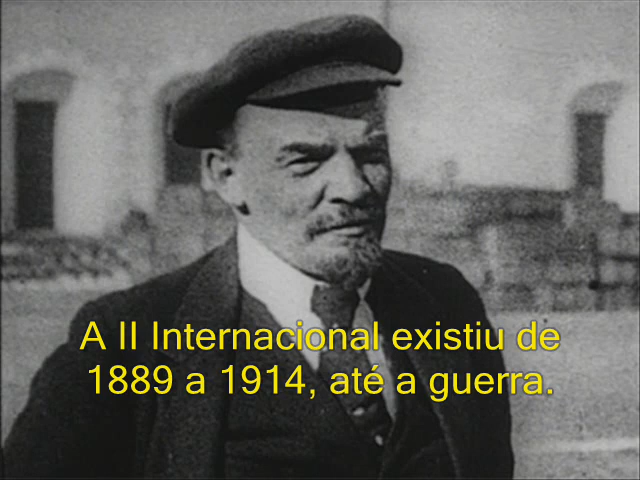 A II Internacional existiu de
1889 a 1914, até a guerra.